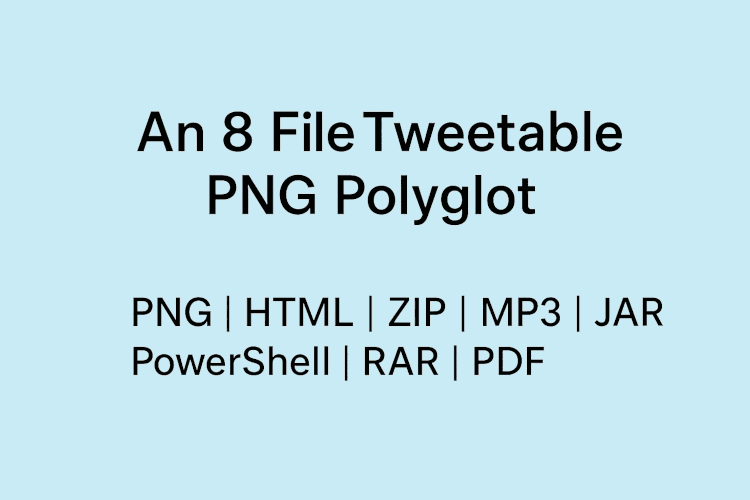 An 8 File Tweetable
PNG Polyglot
PNG | HTML | ZIP | MP3 | JAR
PowerShell | RAR | PDF